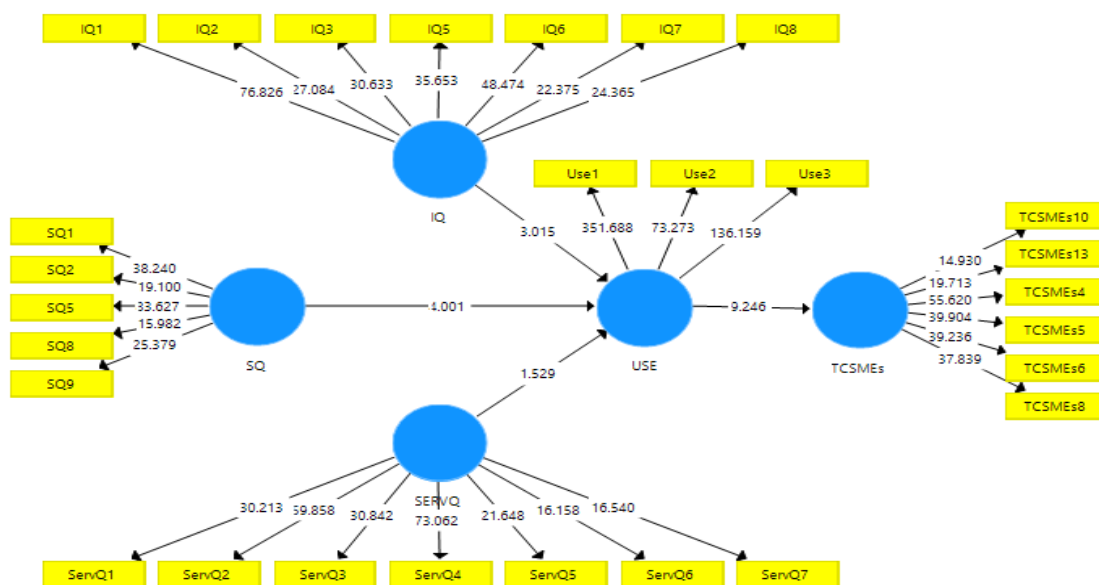 IQ1 IQ2 IQ3 IQ5 IQ6 IQ7 IQ8
76.826 27.084 30.633 35.653 48.474 22.375 24.365
IQ
Use1 Use2 Use3
351.688 73.273 136.159
3.015
SQ1
SQ2
SQ5
SQ8
SQ9
38.240
19.100
33.627
15.982
25.379
SQ
4.001
USE
9.246
TCSMEs
14.930
19.713
55.620
39.904
39.236
37.839
TCSMEs10
TCSMEs13
TCSMEs4
TCSMEs5
TCSMEs6
TCSMEs8
1.529
SERVQ
30.213 59.858 30.842 73.062 21.648 16.158 16.540
ServQ1 ServQ2 ServQ3 ServQ4 ServQ5 ServQ6 ServQ7